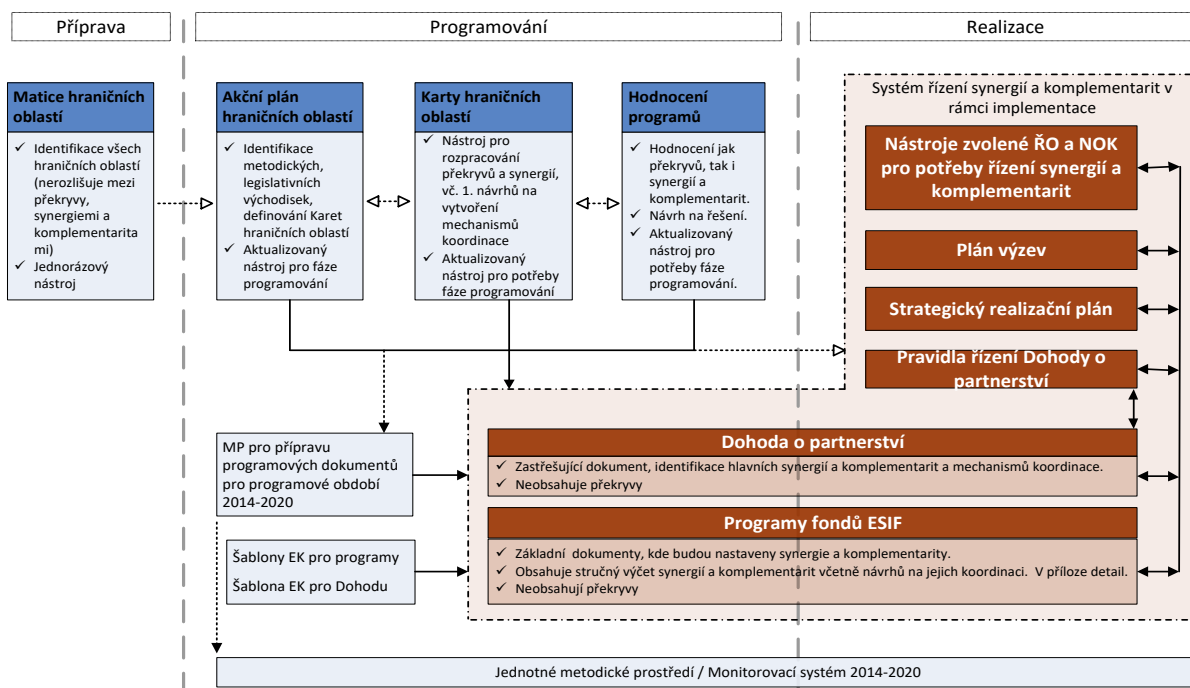 Příprava
Programování
Realizace
Matice hraničních
oblastí
✓ Identifikace všech
hraničních oblastí
(nerozlišuje mezi
překryvy,
synergiemi a
komplementarita
mi)
✓ Jednorázový
nástroj
Akční plán
hraničních oblastí
✓ Identifikace
metodických,
legislativních
východisek,
definování Karet
hraničních oblastí
✓ Aktualizovaný
nástroj pro fáze
programování
Karty hraničních
oblastí
✓ Nástroj pro
rozpracování
překryvů a synergií,
vč. 1. návrhů na
vytvoření
mechanismů
koordinace
✓ Aktualizovaný
nástroj pro potřeby
fáze programování
Hodnocení
programů
✓ Hodnocení jak
překryvů, tak i
synergií a
komplementarit.
✓ Návrh na řešení.
✓ Aktualizovaný
nástroj pro
potřeby fáze
programování.
Systém řízení synergií a komplementarit v
rámci implementace
Nástroje zvolené ŘO a NOK
pro potřeby řízení synergií a
komplementarit
Plán výzev
Strategický realizační plán
Pravidla řízení Dohody o
partnerství
MP pro přípravu
programových dokumentů
pro programové období
2014-2020
Dohoda o partnerství
✓ Zastřešující dokument, identifikace hlavních synergií a komplementarit a mechanismů koordinace.
✓ Neobsahuje překryvy
Šablony EK pro programy
Šablona EK pro Dohodu
Programy fondů ESIF
✓ Základní dokumenty, kde budou nastaveny synergie a komplementarity.
✓ Obsahuje stručný výčet synergií a komplementarit včetně návrhů na jejich koordinaci. V příloze detail.
✓ Neobsahují překryvy
Jednotné metodické prostředí / Monitorovací systém 2014-2020